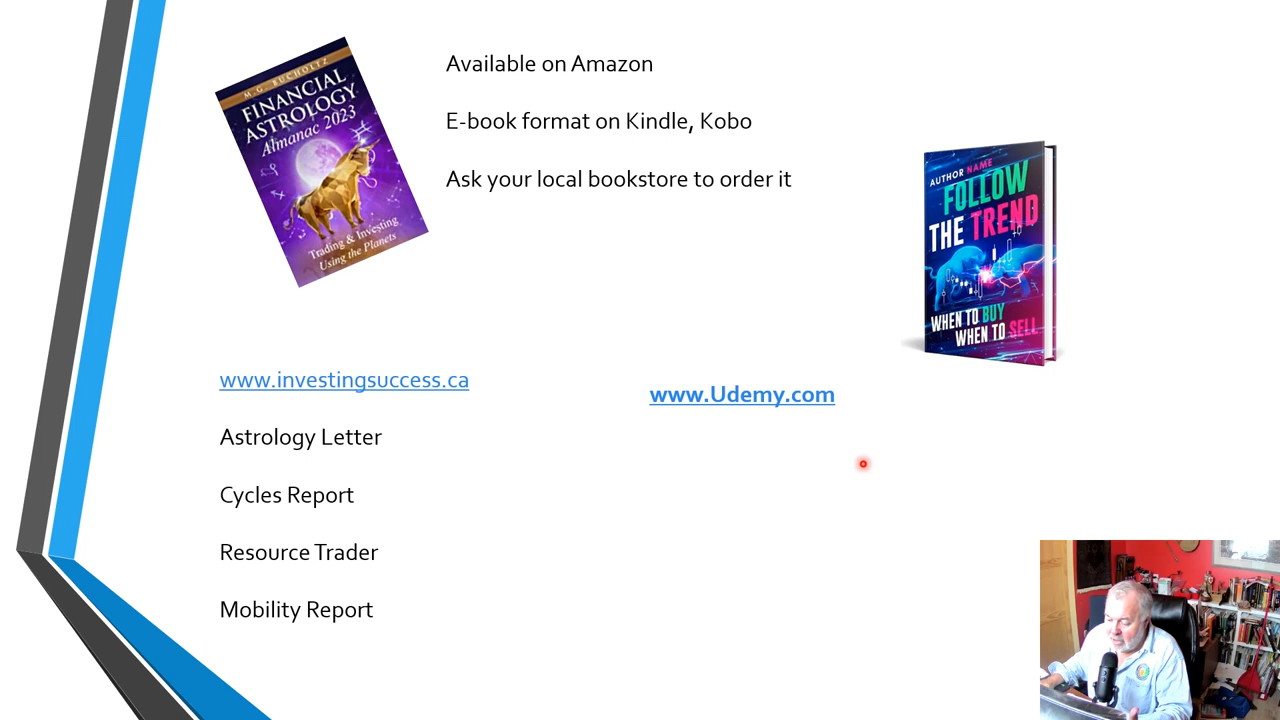 M.G. BUCHOLTZ
FINANCIAL
ASTROLOGY
Almanac 2023
Trading & Investing
Using the Planets
Available on Amazon
E-book format on Kindle, Kobo
Ask your local bookstore to order it
AUTHOR NAME
FOLLOW
THE TREND
WHEN TO BUY
WHEN TO SELL
www.investingsuccess.ca
Astrology Letter
Cycles Report
Resource Trader
Mobility Report
www.Udemy.com